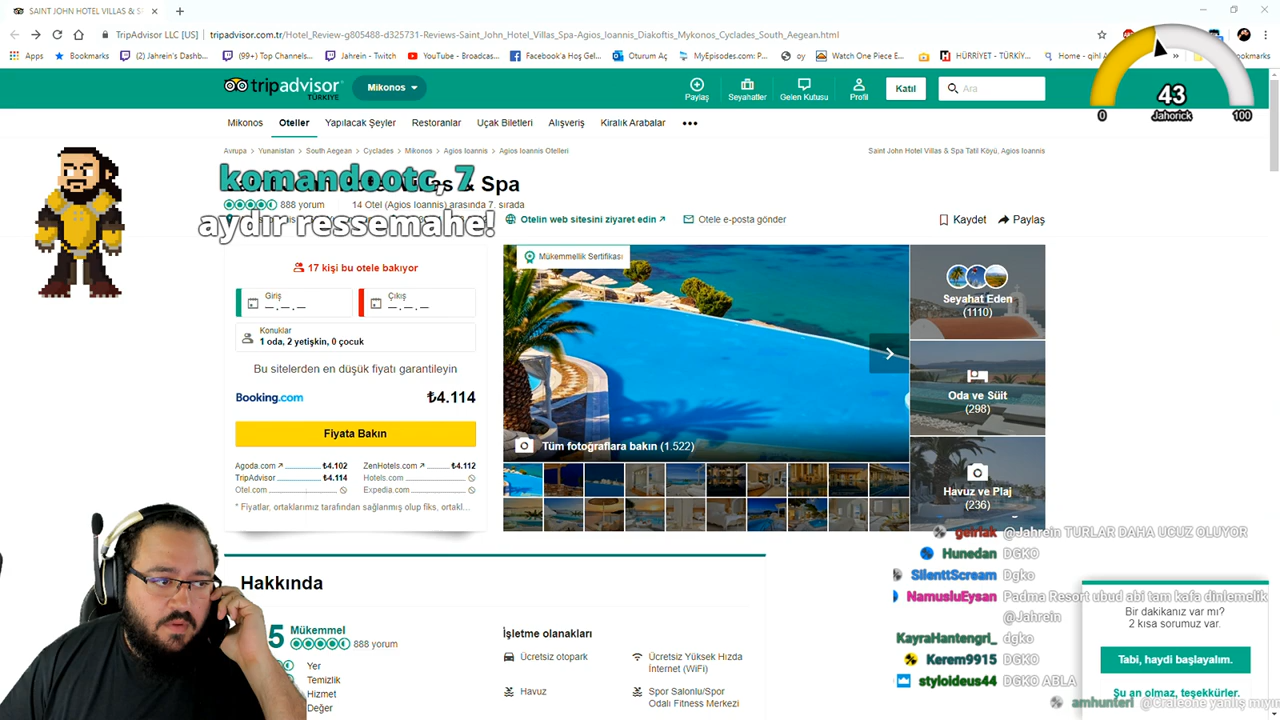 SAINT JOHN HOTEL VILLAS & S
TripAdvisor LLC [US]
tripadvisor.com.tr/Hotel_Review-g805488-d325731-Reviews-Saint_John_Hotel_Villas_Spa-Agios_Ioannis_Diakoftis_Mykonos_Cyclades_South_Aegean.html
Apps
Bookmarks
(2) Jahrein's Dashb...
(99+) Top Channels...
Jahrein - Twitch
YouTube - Broadcas...
Facebook'a Hoş Gel...
Oturum Aç
MyEpisodes.com: P...
oy
Watch One Piece E...
HÜRRİYET - TÜRKİY...
Home - qihl A
43
Jahorick
0
100
tripadvisor
TÜRKİYE
Mikonos
Paylaş
Seyahatler
Gelen Kutusu
Profil
Katıl
Ara
Mikonos
Oteller
Yapılacak Şeyler
Restoranlar
Uçak Biletleri
Alışveriş
Kiralık Arabalar
Avrupa > Yunanistan > South Aegean > Cyclades > Mikonos > Agios Ioannis > Agios Ioannis Otelleri
Saint John Hotel Villas & Spa Tatil Köyü, Agios Ioannis
komandootc, 7
aydır ressemahe!
& Spa
888 yorum
14 Otel (Agios Ioannis) arasında 7. sırada
Otelin web sitesini ziyaret edin
Otele e-posta gönder
Kaydet
Paylaş
17 kişi bu otele bakıyor
Giriş
—.—.—
Çıkış
—.—.—
Konuklar
1 oda, 2 yetişkin, 0 çocuk
Bu sitelerden en düşük fiyatı garantileyin
Booking.com
₺4.114
Fiyata Bakın
Agoda.com ₺4.102
ZenHotels.com ₺4.112
TripAdvisor ₺4.114
Hotels.com
Otel.com
Expedia.com
* Fiyatlar, ortaklarımız tarafından sağlanmış olup fiks, ortakl...
Mükemmellik Sertifikası
Tüm fotoğraflara bakın (1.522)
Seyahat Eden
(1110)
Oda ve Süit
(298)
Havuz ve Plaj
(236)
Hakkında
5
Mükemmel
888 yorum
Yer
Temizlik
Hizmet
Değer
İşletme olanakları
Ücretsiz otopark
Ücretsiz Yüksek Hızda
İnternet (WiFi)
Havuz
Spor Salonlu/Spor
Odalı Fitness Merkezi
geirlak @Jahrein TURLAR DAHA UCUZ OLUYOR
Hunedan DGKO
SilenttScream Dgko
NamusluEysan Padma Resort ubud abi tam kafa dinlemelik
@Jahrein
KayraHantengri_ dgko
Kerem9915 DGKO
styloideus44 DGKO ABLA
amhunterl @Craleone yanlış mıyım
Bir dakikanız var mı?
2 kısa sorumuz var.
Tabi, haydi başlayalım.
Şu an olmaz, teşekkürler.